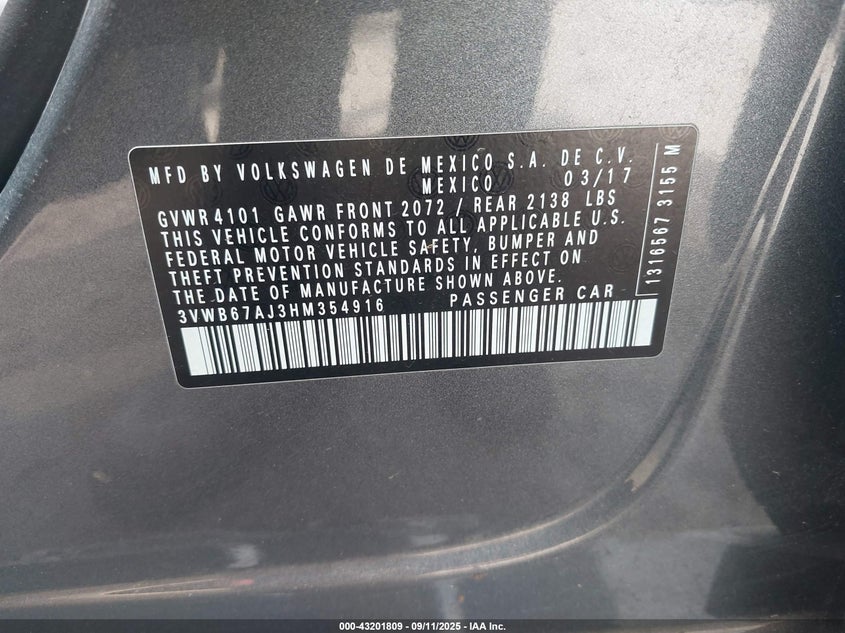 MFD BY VOLKSWAGEN DE MEXICO S.A. DE C.V.
MEXICO 03/17
GVWR 4101 GAWR FRONT 2072 / REAR 2138 LBS
THIS VEHICLE CONFORMS TO ALL APPLICABLE U.S.
FEDERAL MOTOR VEHICLE SAFETY, BUMPER AND
THEFT PREVENTION STANDARDS IN EFFECT ON
THE DATE OF MANUFACTURE SHOWN ABOVE.
3VWB67AJ3HM354916 PASSENGER CAR
1316567 3155 M
000-43201809 - 09/11/2025 - IAA Inc.